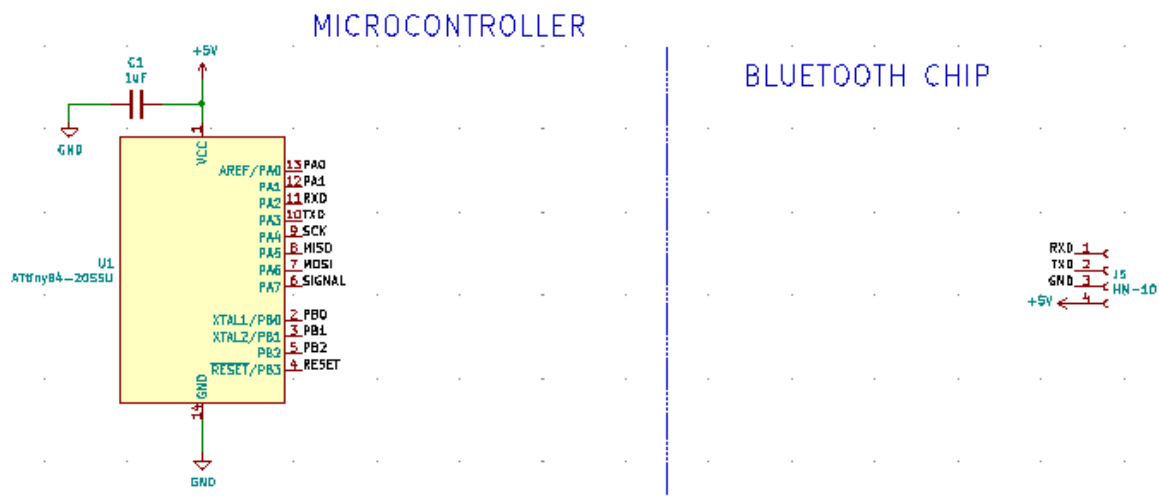 MICROCONTROLLER
BLUETOOTH CHIP
+5V
C1
1uF
GND
1
VCC
AREF/PA0 13 PA0
PA1 12 PA1
PA2 11 RXD
PA3 10 TXD
PA4 9 SCK
PA5 8 MISO
PA6 7 MOSI
PA7 6 SIGNAL
U1
ATtiny84-20SSU
XTAL1/PB0 2 PB0
XTAL2/PB1 3 PB1
PB2 5 PB2
RESET/PB3 4 RESET
GND
14
GND
RXD 1
TXD 2
GND 3
+5V 4
J5
HM-10